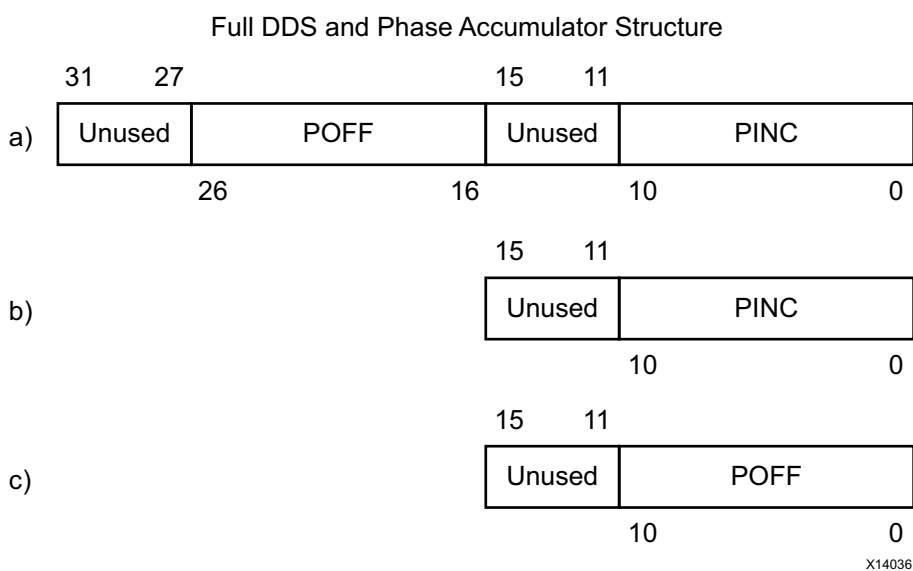 Full DDS and Phase Accumulator Structure
31 27 15 11
a) Unused POFF Unused PINC
26 16 10 0
15 11
b) Unused PINC
10 0
15 11
c) Unused POFF
10 0
X14036